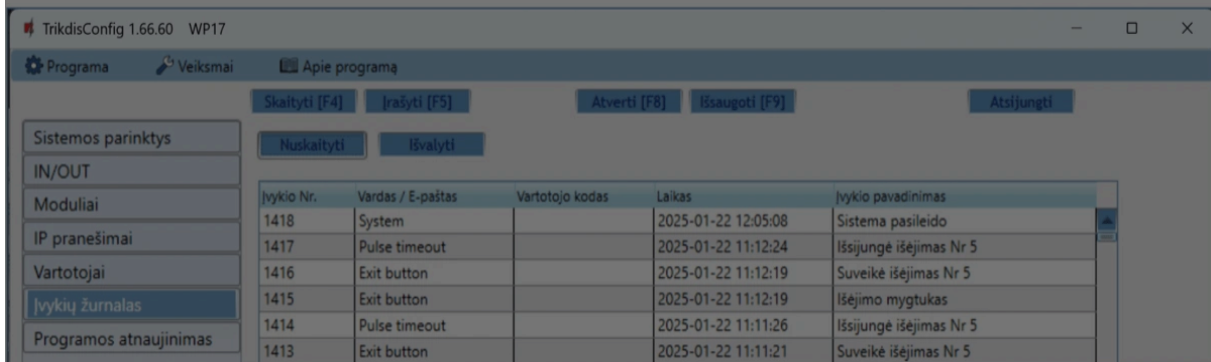 TrikdisConfig 1.66.60 WP17
Programa Veiksmai Apie programą
Skaityti [F4] Įrašyti [F5] Atverti [F8] Išsaugoti [F9] Atsijungti
Nuskaityti Išvalyti
Sistemos parinktys
IN/OUT
Moduliai
IP pranešimai
Vartotojai
Įvykių žurnalas
Programos atnaujinimas
Įvykio Nr. Vardas / E-paštas Vartotojo kodas Laikas Įvykio pavadinimas
1418 System 2025-01-22 12:05:08 Sistema pasileido
1417 Pulse timeout 2025-01-22 11:12:24 Išsijungė išėjimas Nr 5
1416 Exit button 2025-01-22 11:12:19 Suveikė išėjimas Nr 5
1415 Exit button 2025-01-22 11:12:19 Išėjimo mygtukas
1414 Pulse timeout 2025-01-22 11:11:26 Išsijungė išėjimas Nr 5
1413 Exit button 2025-01-22 11:11:21 Suveikė išėjimas Nr 5